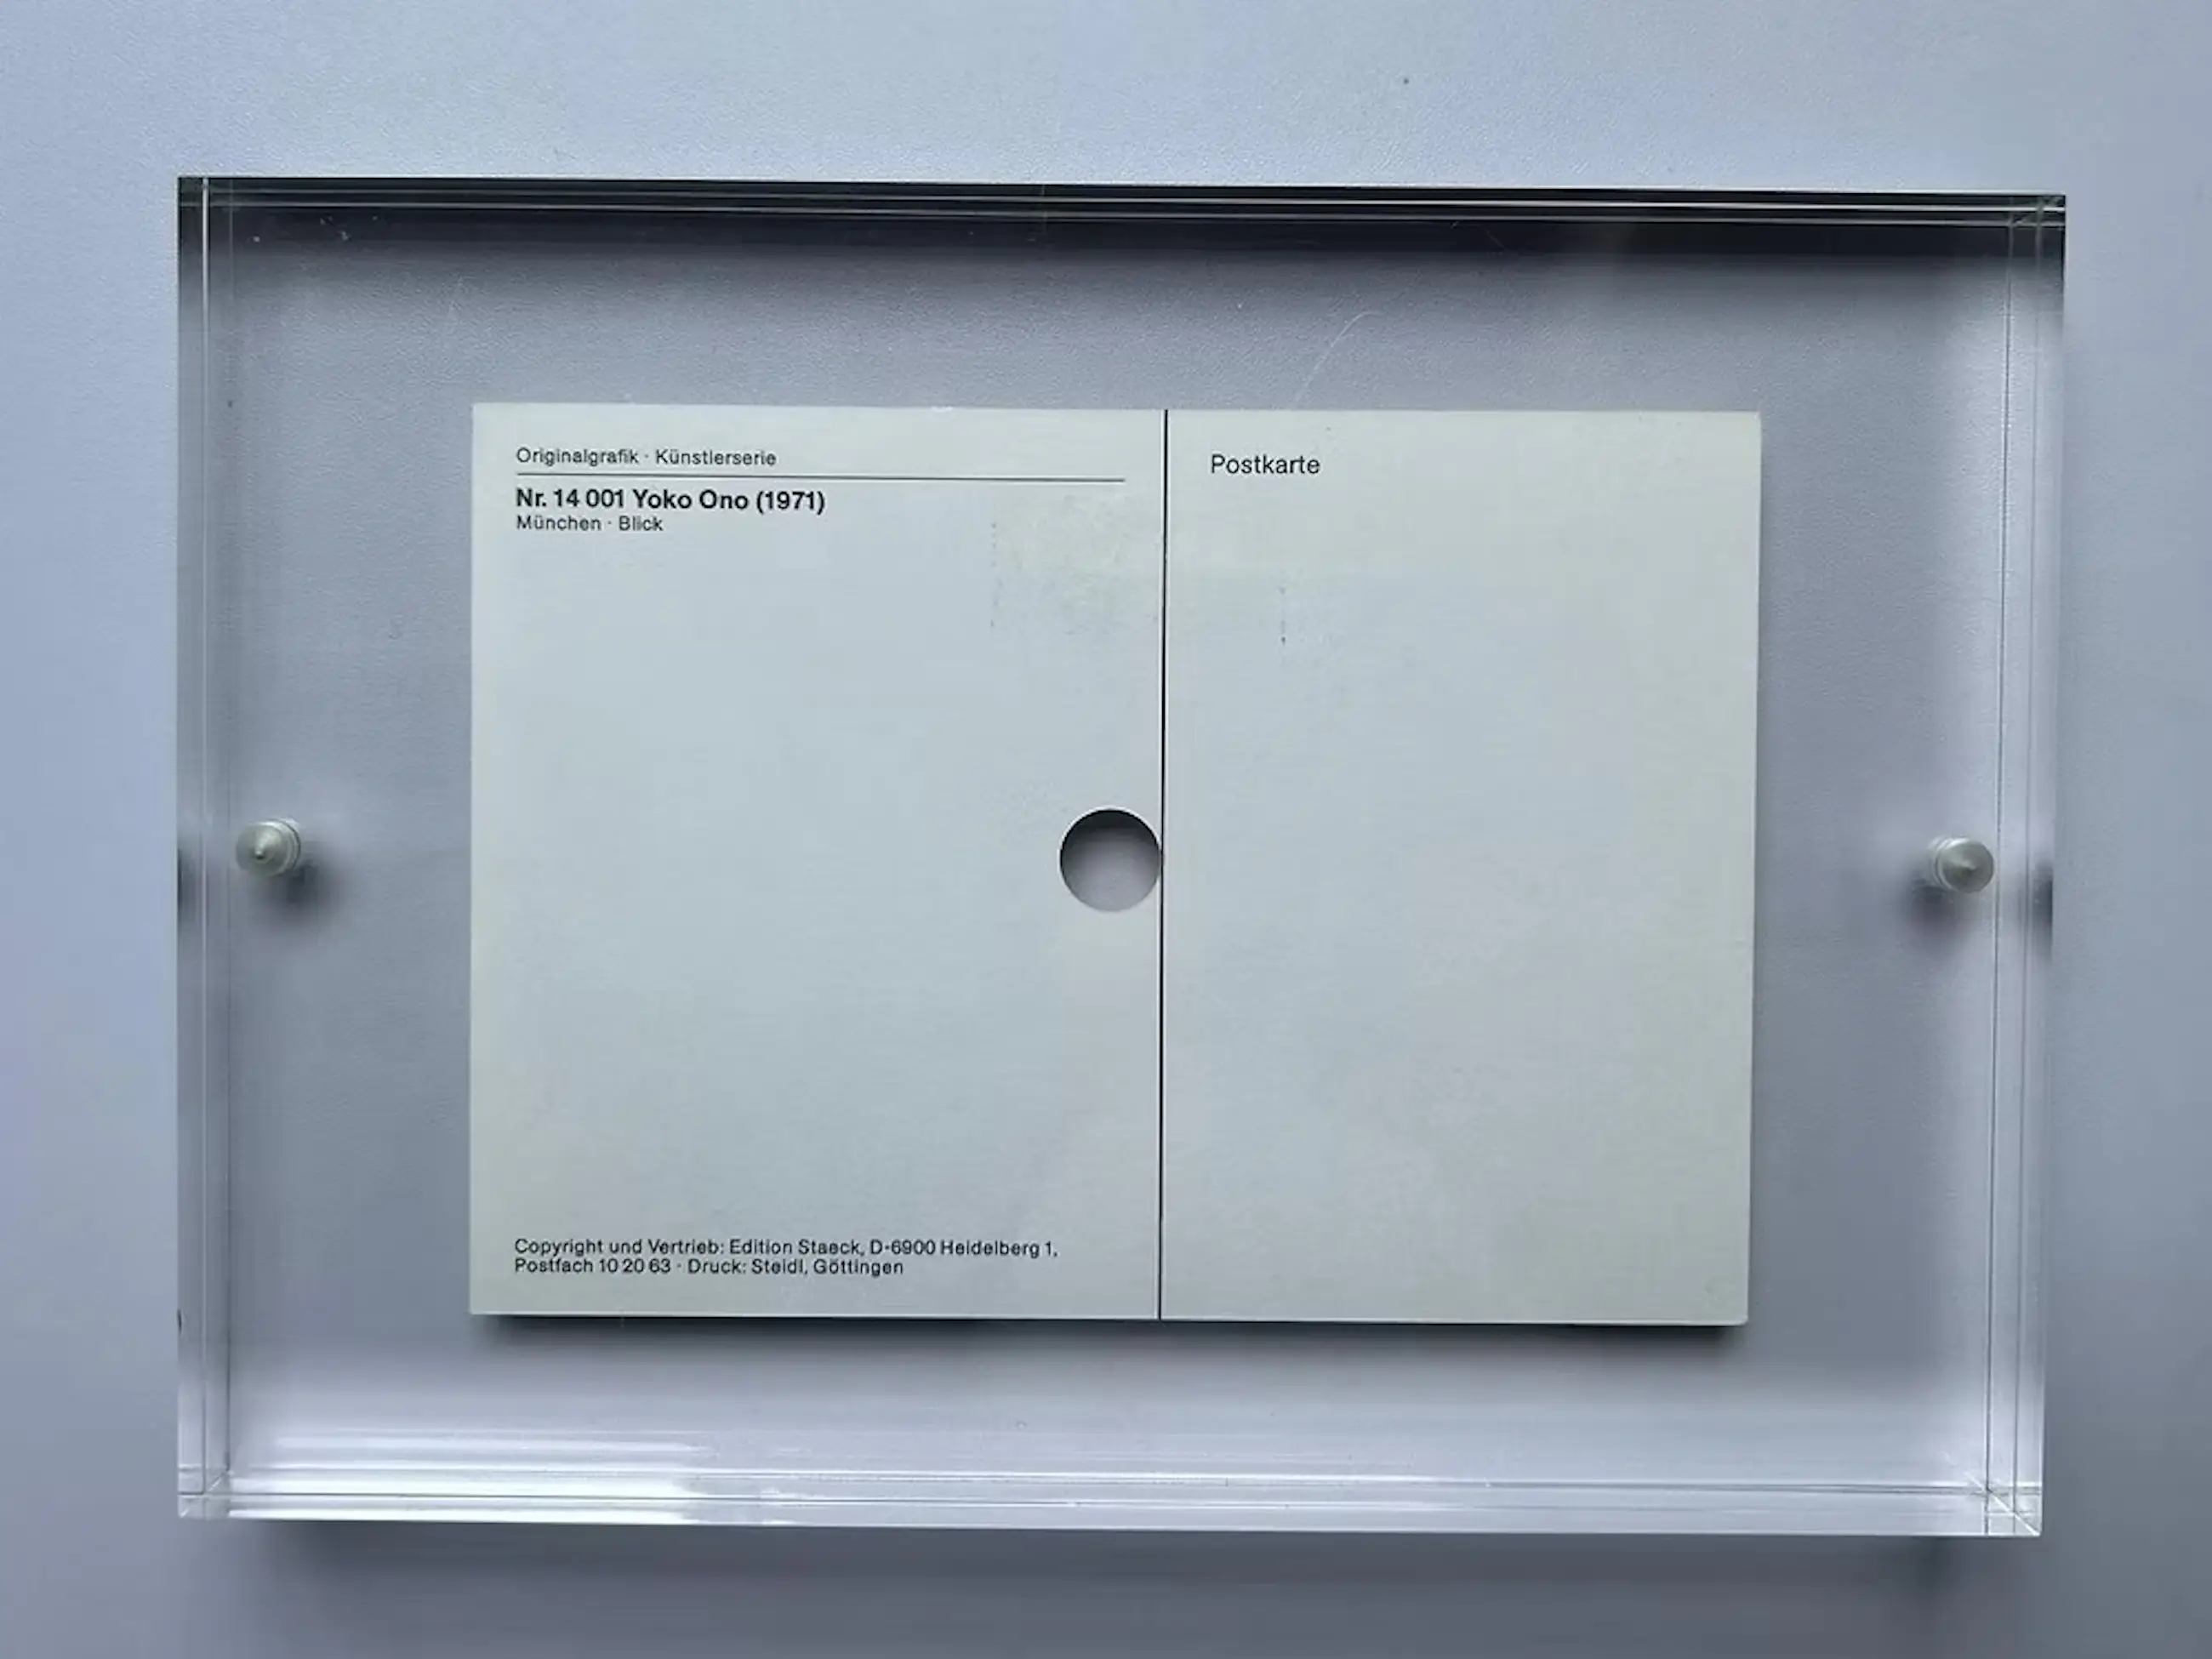 Originalgrafik · Künstlerserie
Nr. 14 001 Yoko Ono (1971)
München · Blick
Postkarte
Copyright und Vertrieb: Edition Staeck, D-6900 Heidelberg 1,
Postfach 10 20 63 · Druck: Steidl, Göttingen